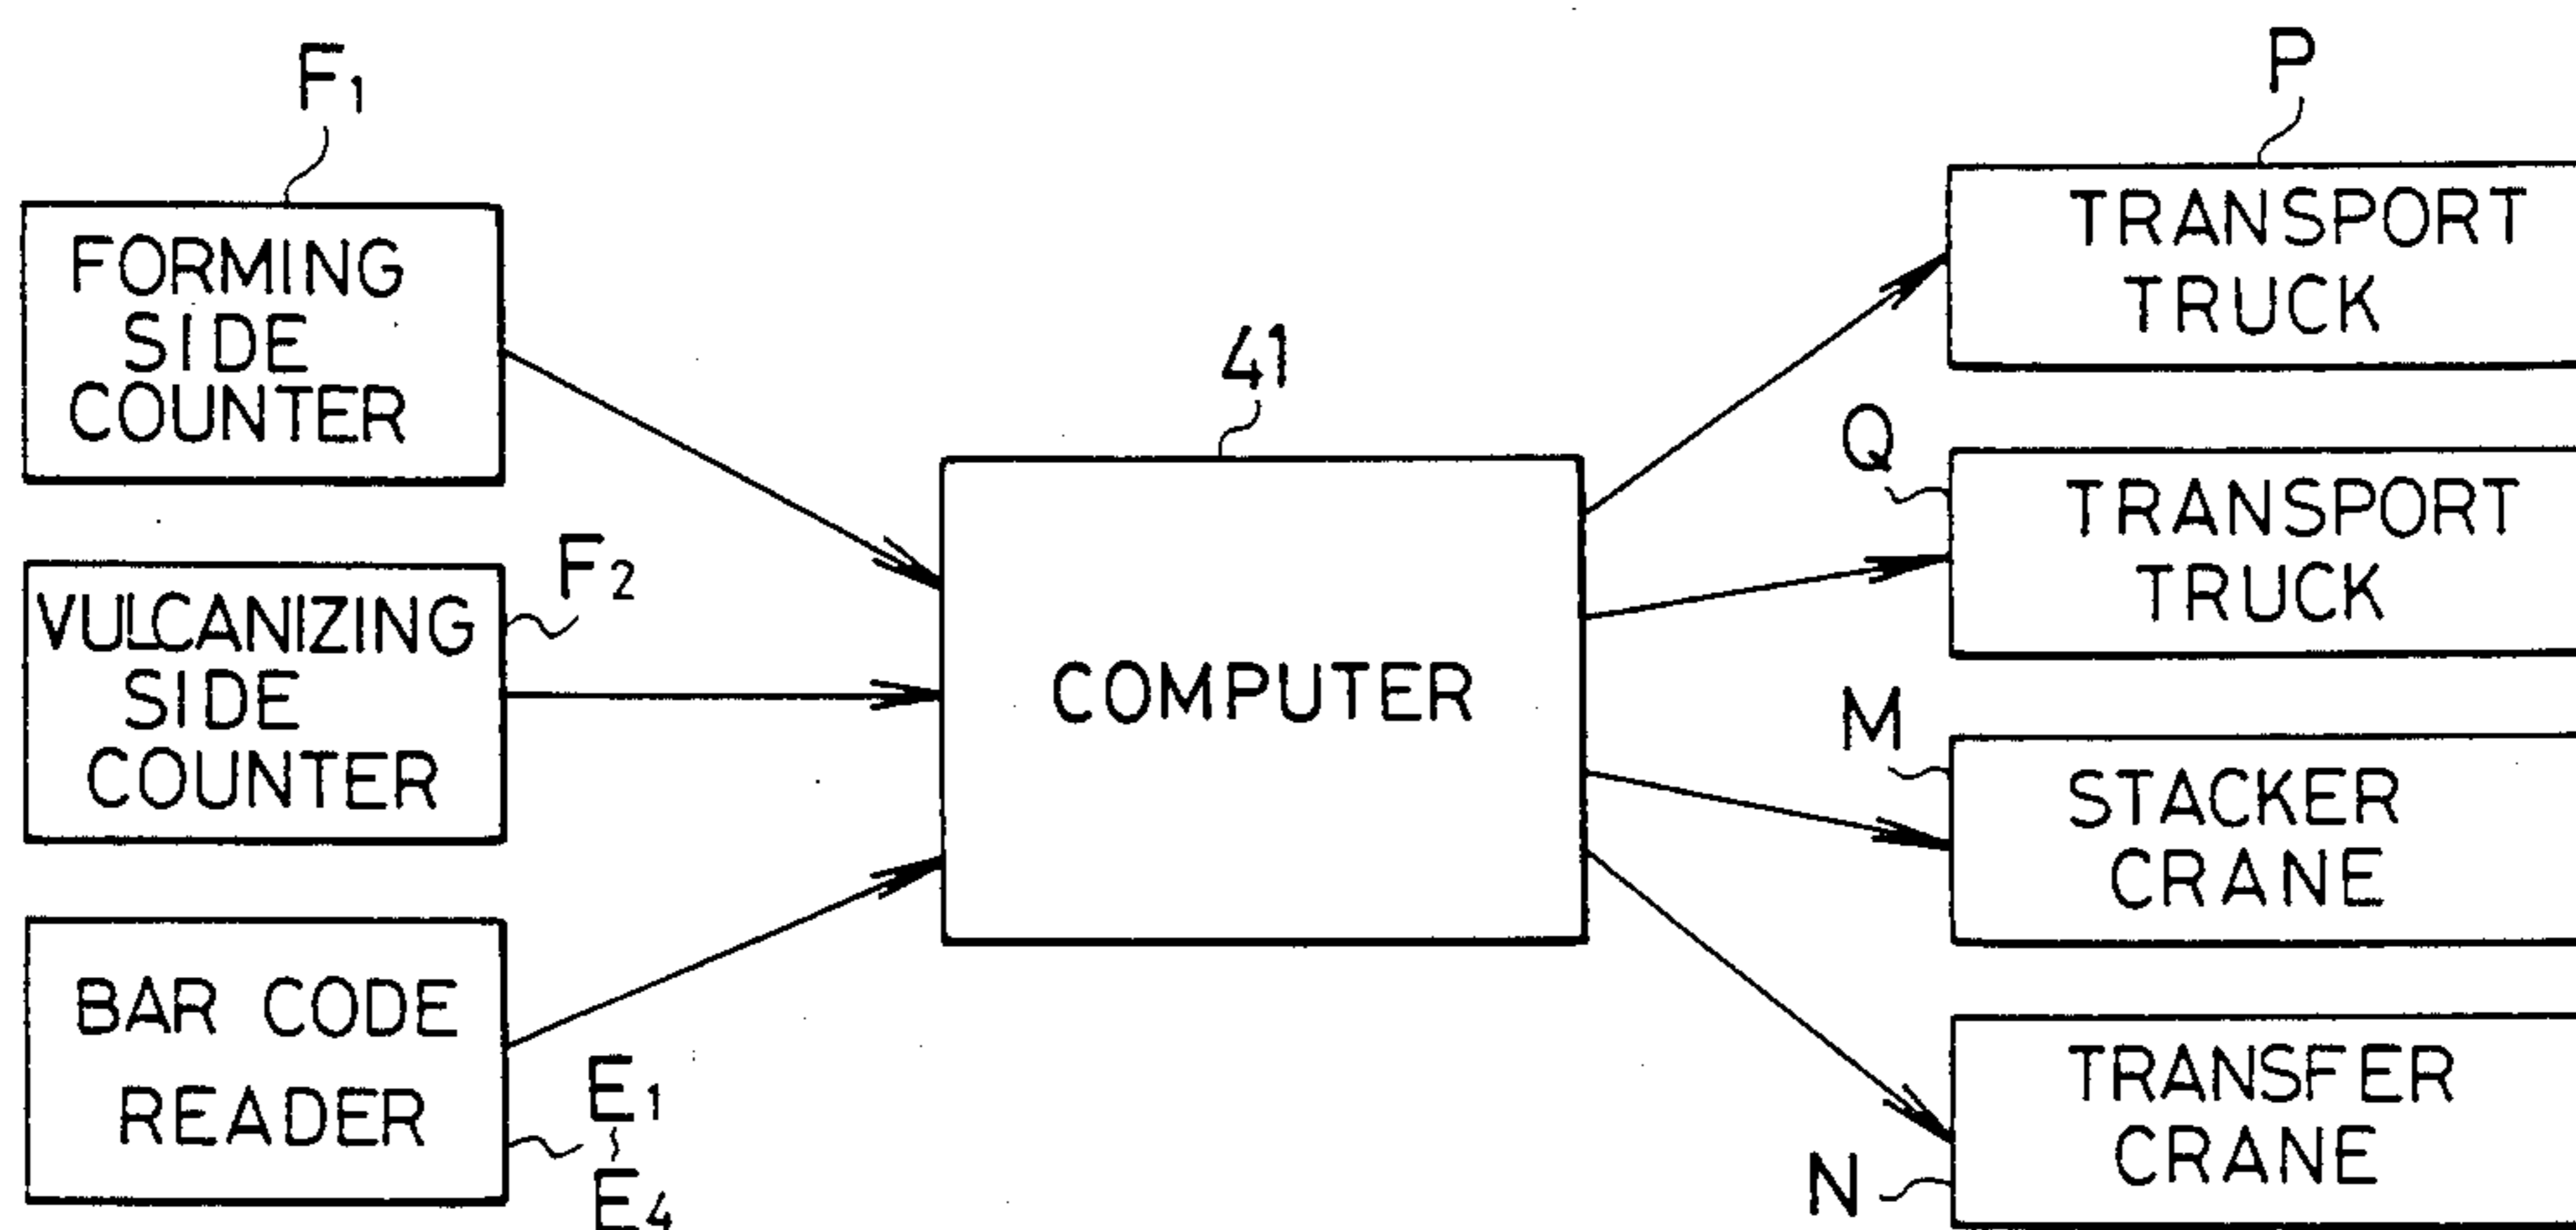 F1
FORMING
SIDE
COUNTER
F2
VULCANIZING
SIDE
COUNTER
BAR CODE
READER
E1
~
E4
41
COMPUTER
P
TRANSPORT
TRUCK
Q
TRANSPORT
TRUCK
M
STACKER
CRANE
TRANSFER
CRANE
N